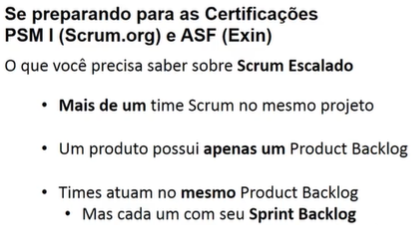 Se preparando para as Certificações
PSM I (Scrum.org) e ASF (Exin)
O que você precisa saber sobre Scrum Escalado
• Mais de um time Scrum no mesmo projeto
• Um produto possui apenas um Product Backlog
• Times atuam no mesmo Product Backlog
• Mas cada um com seu Sprint Backlog